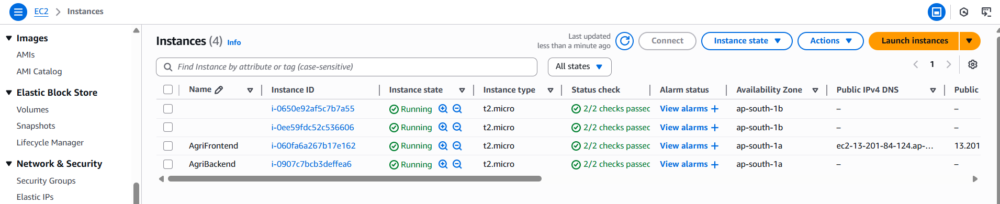 EC2 > Instances
Images
AMIs
AMI Catalog
Elastic Block Store
Volumes
Snapshots
Lifecycle Manager
Network & Security
Security Groups
Elastic IPs
Instances (4) Info
Last updated
less than a minute ago
Connect
Instance state
Actions
Launch instances
Find Instance by attribute or tag (case-sensitive)
All states
1
Name Instance ID Instance state Instance type Status check Alarm status Availability Zone Public IPv4 DNS Public
i-0650e92af5c7b7a55 Running t2.micro 2/2 checks passed View alarms + ap-south-1b – –
i-0ee59fdc52c536606 Running t2.micro 2/2 checks passed View alarms + ap-south-1b – –
AgriFrontend i-060fa6a267b17e162 Running t2.micro 2/2 checks passed View alarms + ap-south-1a ec2-13-201-84-124.ap-... 13.201
AgriBackend i-0907c7bcb3deffea6 Running t2.micro 2/2 checks passed View alarms + ap-south-1a – –